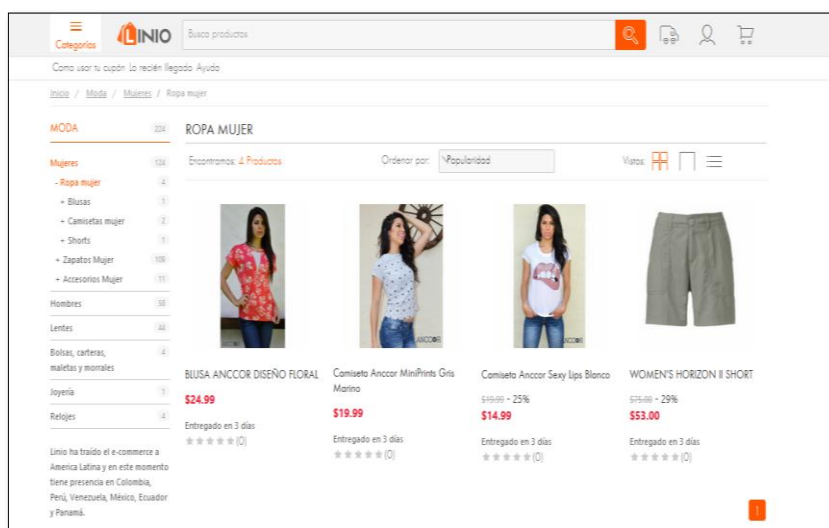 Categorías
LINIO
Busca productos
Como usar tu cupón Lo recién llegado Ayuda
Inicio / Moda / Mujeres / Ropa mujer
MODA 224
Mujeres 124
- Ropa mujer 4
+ Blusas 1
+ Camisetas mujer 2
+ Shorts 1
+ Zapatos Mujer 109
+ Accesorios Mujer 11
Hombres 50
Lentes 44
Bolsas, carteras,
maletas y morrales 4
Joyería 1
Relojes 4
Linio ha traído el e-commerce a
America Latina y en este momento
tiene presencia en Colombia,
Perú, Venezuela, México, Ecuador
y Panamá.
ROPA MUJER
Encontramos: 4 Productos
Ordenar por: Popularidad
Vistas:
BLUSA ANCCOR DISEÑO FLORAL
$24.99
Entregado en 3 días
(0)
ANCCOR
Camiseta Anccor MiniPrints Gris
Marino
$19.99
Entregado en 3 días
(0)
ANCCOR
Camiseta Anccor Sexy Lips Blanco
$19.99 - 25%
$14.99
Entregado en 3 días
(0)
WOMEN'S HORIZON II SHORT
$75.00 - 29%
$53.00
Entregado en 3 días
(0)
1